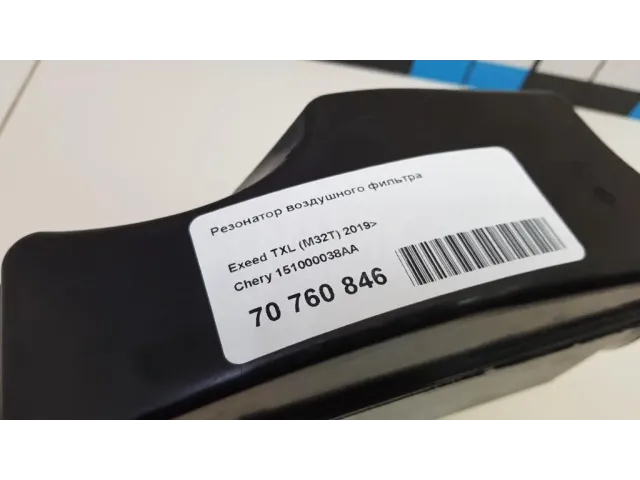 Резонатор воздушного фильтра
Exeed TXL (M32T) 2019>
Chery 151000038AA
70 760 846